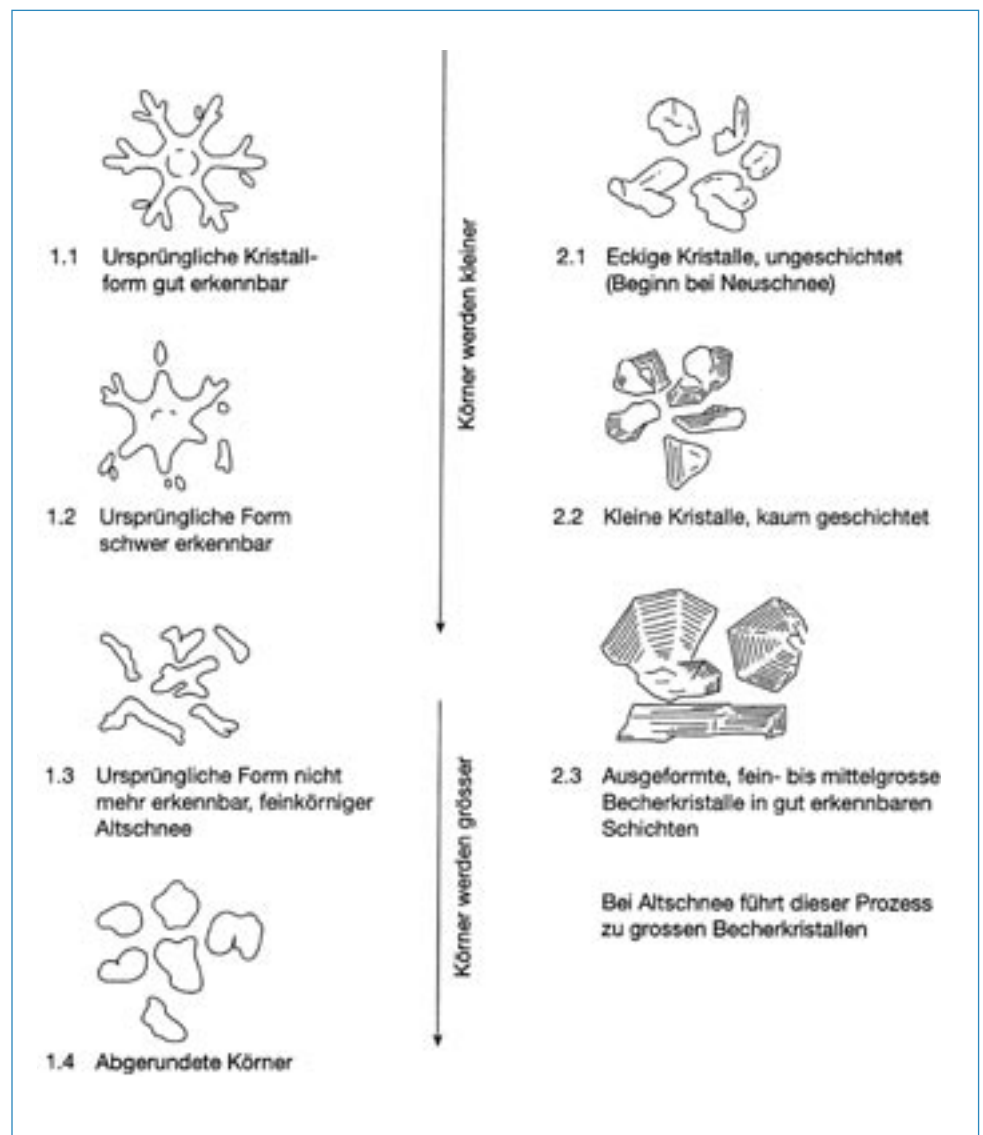 1.1 Ursprüngliche Kristall-
form gut erkennbar
1.2 Ursprüngliche Form
schwer erkennbar
1.3 Ursprüngliche Form nicht
mehr erkennbar, feinkörniger
Altschnee
1.4 Abgerundete Körner
Körner werden kleiner
Körner werden grösser
2.1 Eckige Kristalle, ungeschichtet
(Beginn bei Neuschnee)
2.2 Kleine Kristalle, kaum geschichtet
2.3 Ausgeformte, fein- bis mittelgrosse
Becherkristalle in gut erkennbaren
Schichten
Bei Altschnee führt dieser Prozess
zu grossen Becherkristallen